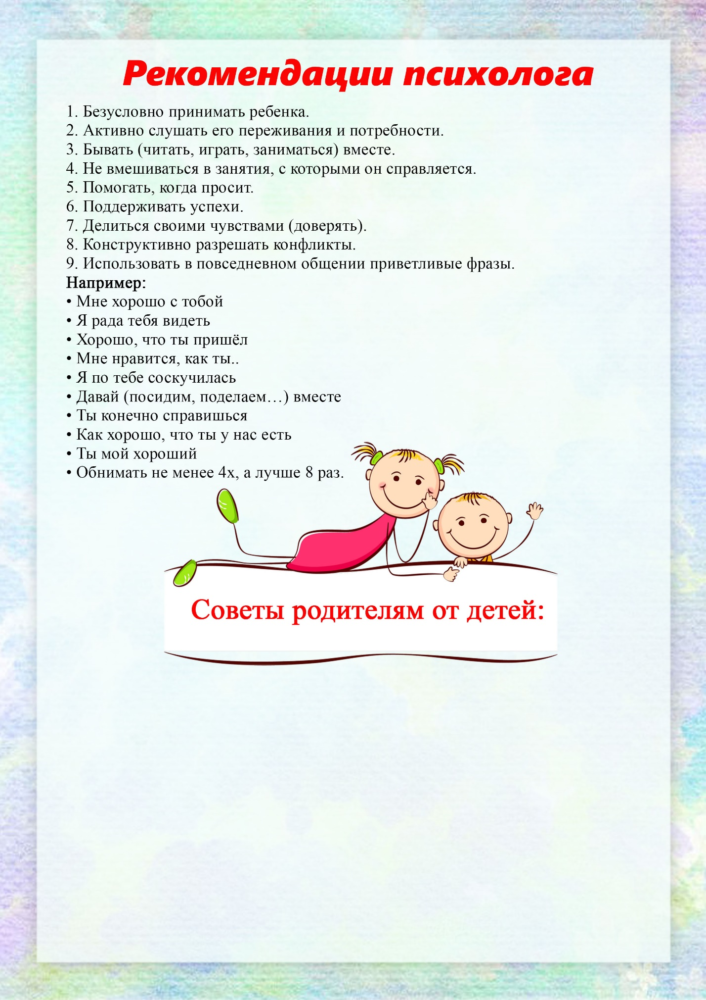 Рекомендации психолога
1. Безусловно принимать ребенка.
2. Активно слушать его переживания и потребности.
3. Бывать (читать, играть, заниматься) вместе.
4. Не вмешиваться в занятия, с которыми он справляется.
5. Помогать, когда просит.
6. Поддерживать успехи.
7. Делиться своими чувствами (доверять).
8. Конструктивно разрешать конфликты.
9. Использовать в повседневном общении приветливые фразы.
Например:
• Мне хорошо с тобой
• Я рада тебя видеть
• Хорошо, что ты пришёл
• Мне нравится, как ты..
• Я по тебе соскучилась
• Давай (посидим, поделаем…) вместе
• Ты конечно справишься
• Как хорошо, что ты у нас есть
• Ты мой хороший
• Обнимать не менее 4х, а лучше 8 раз.
Советы родителям от детей: